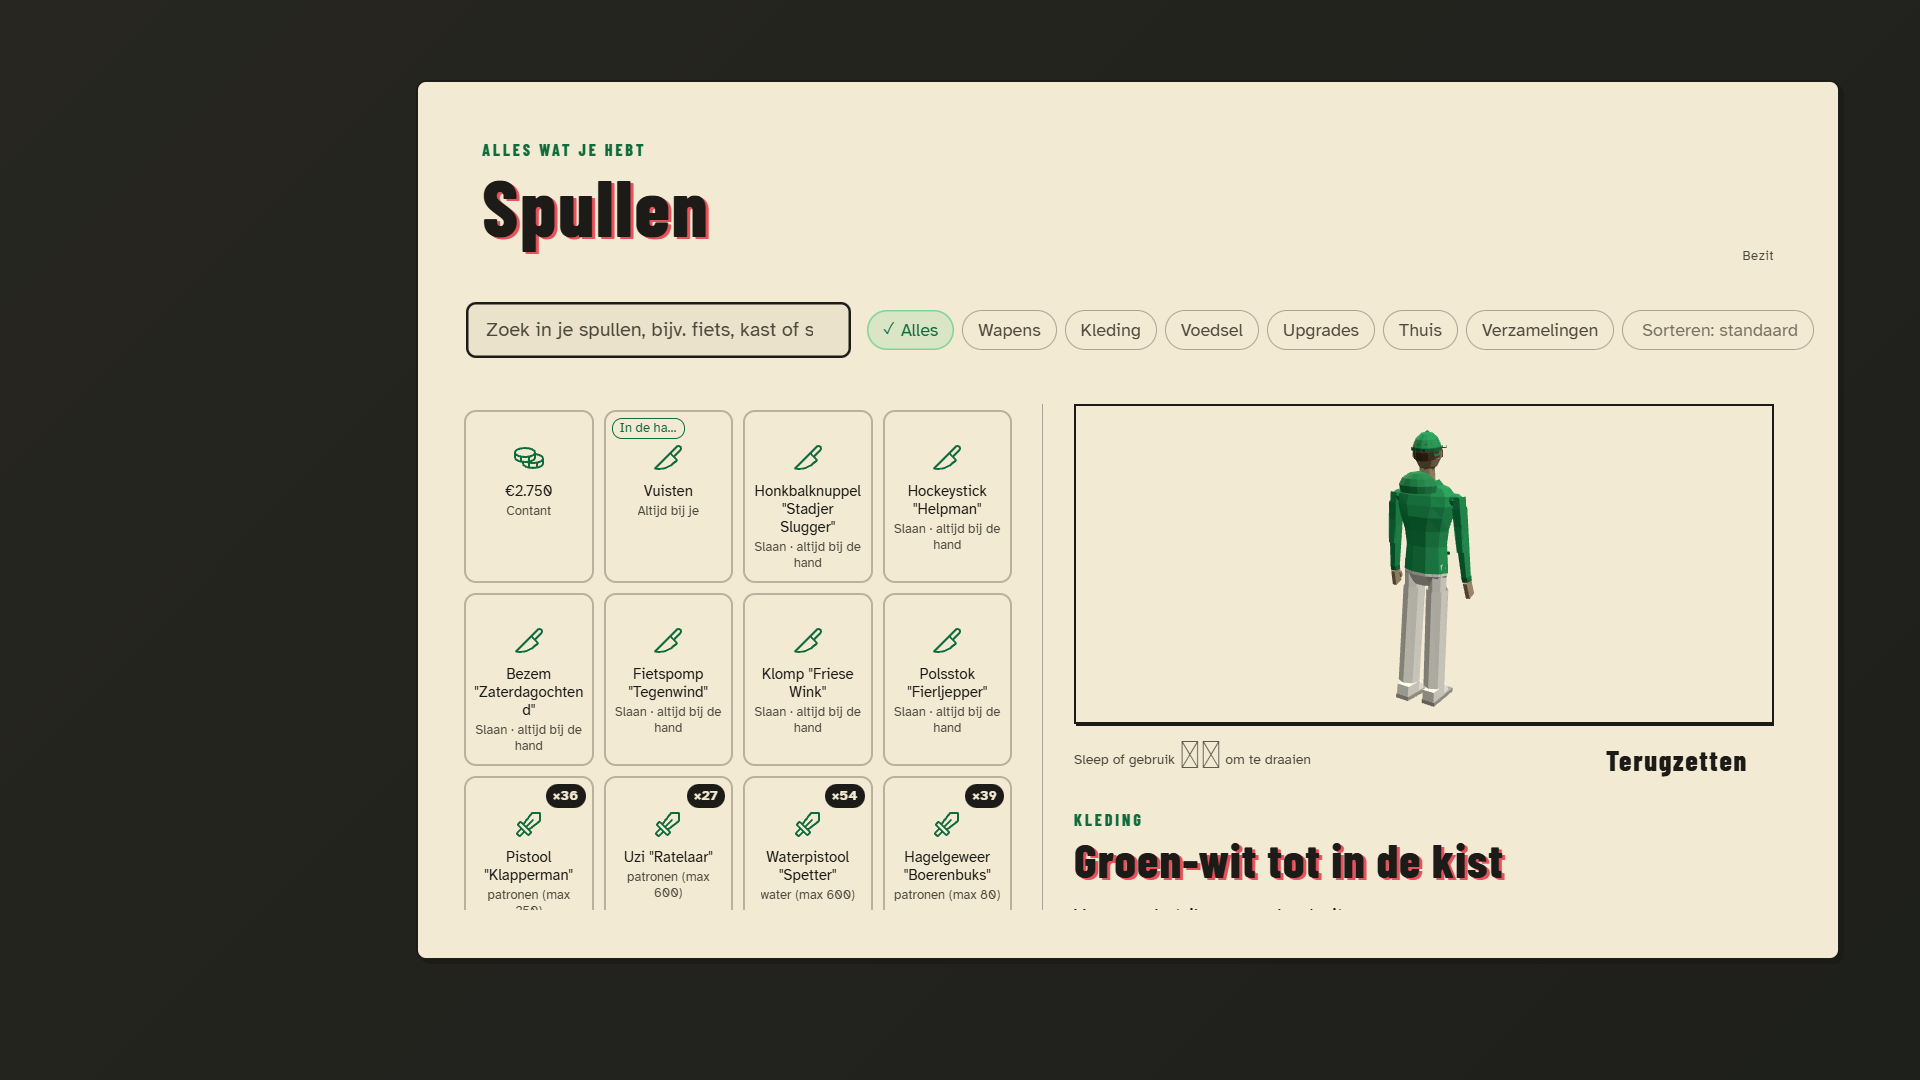 ALLES WAT JE HEBT
Spullen
Bezit
Zoek in je spullen, bijv. fiets, kast of s
✓ Alles
Wapens
Kleding
Voedsel
Upgrades
Thuis
Verzamelingen
Sorteren: standaard
€2.750
Contant
In de ha...
Vuisten
Altijd bij je
Honkbalknuppel
"Stadjer
Slugger"
Slaan · altijd bij de
hand
Hockeystick
"Helpman"
Slaan · altijd bij de
hand
Bezem
"Zaterdagochten
d"
Slaan · altijd bij de
hand
Fietspomp
"Tegenwind"
Slaan · altijd bij de
hand
Klomp "Friese
Wink"
Slaan · altijd bij de
hand
Polsstok
"Fierljepper"
Slaan · altijd bij de
hand
×36
Pistool
"Klapperman"
patronen (max
×27
Uzi "Ratelaar"
patronen (max
600)
×54
Waterpistool
"Spetter"
water (max 600)
×39
Hagelgeweer
"Boerenbuks"
patronen (max 80)
Sleep of gebruik om te draaien
Terugzetten
KLEDING
Groen-wit tot in de kist